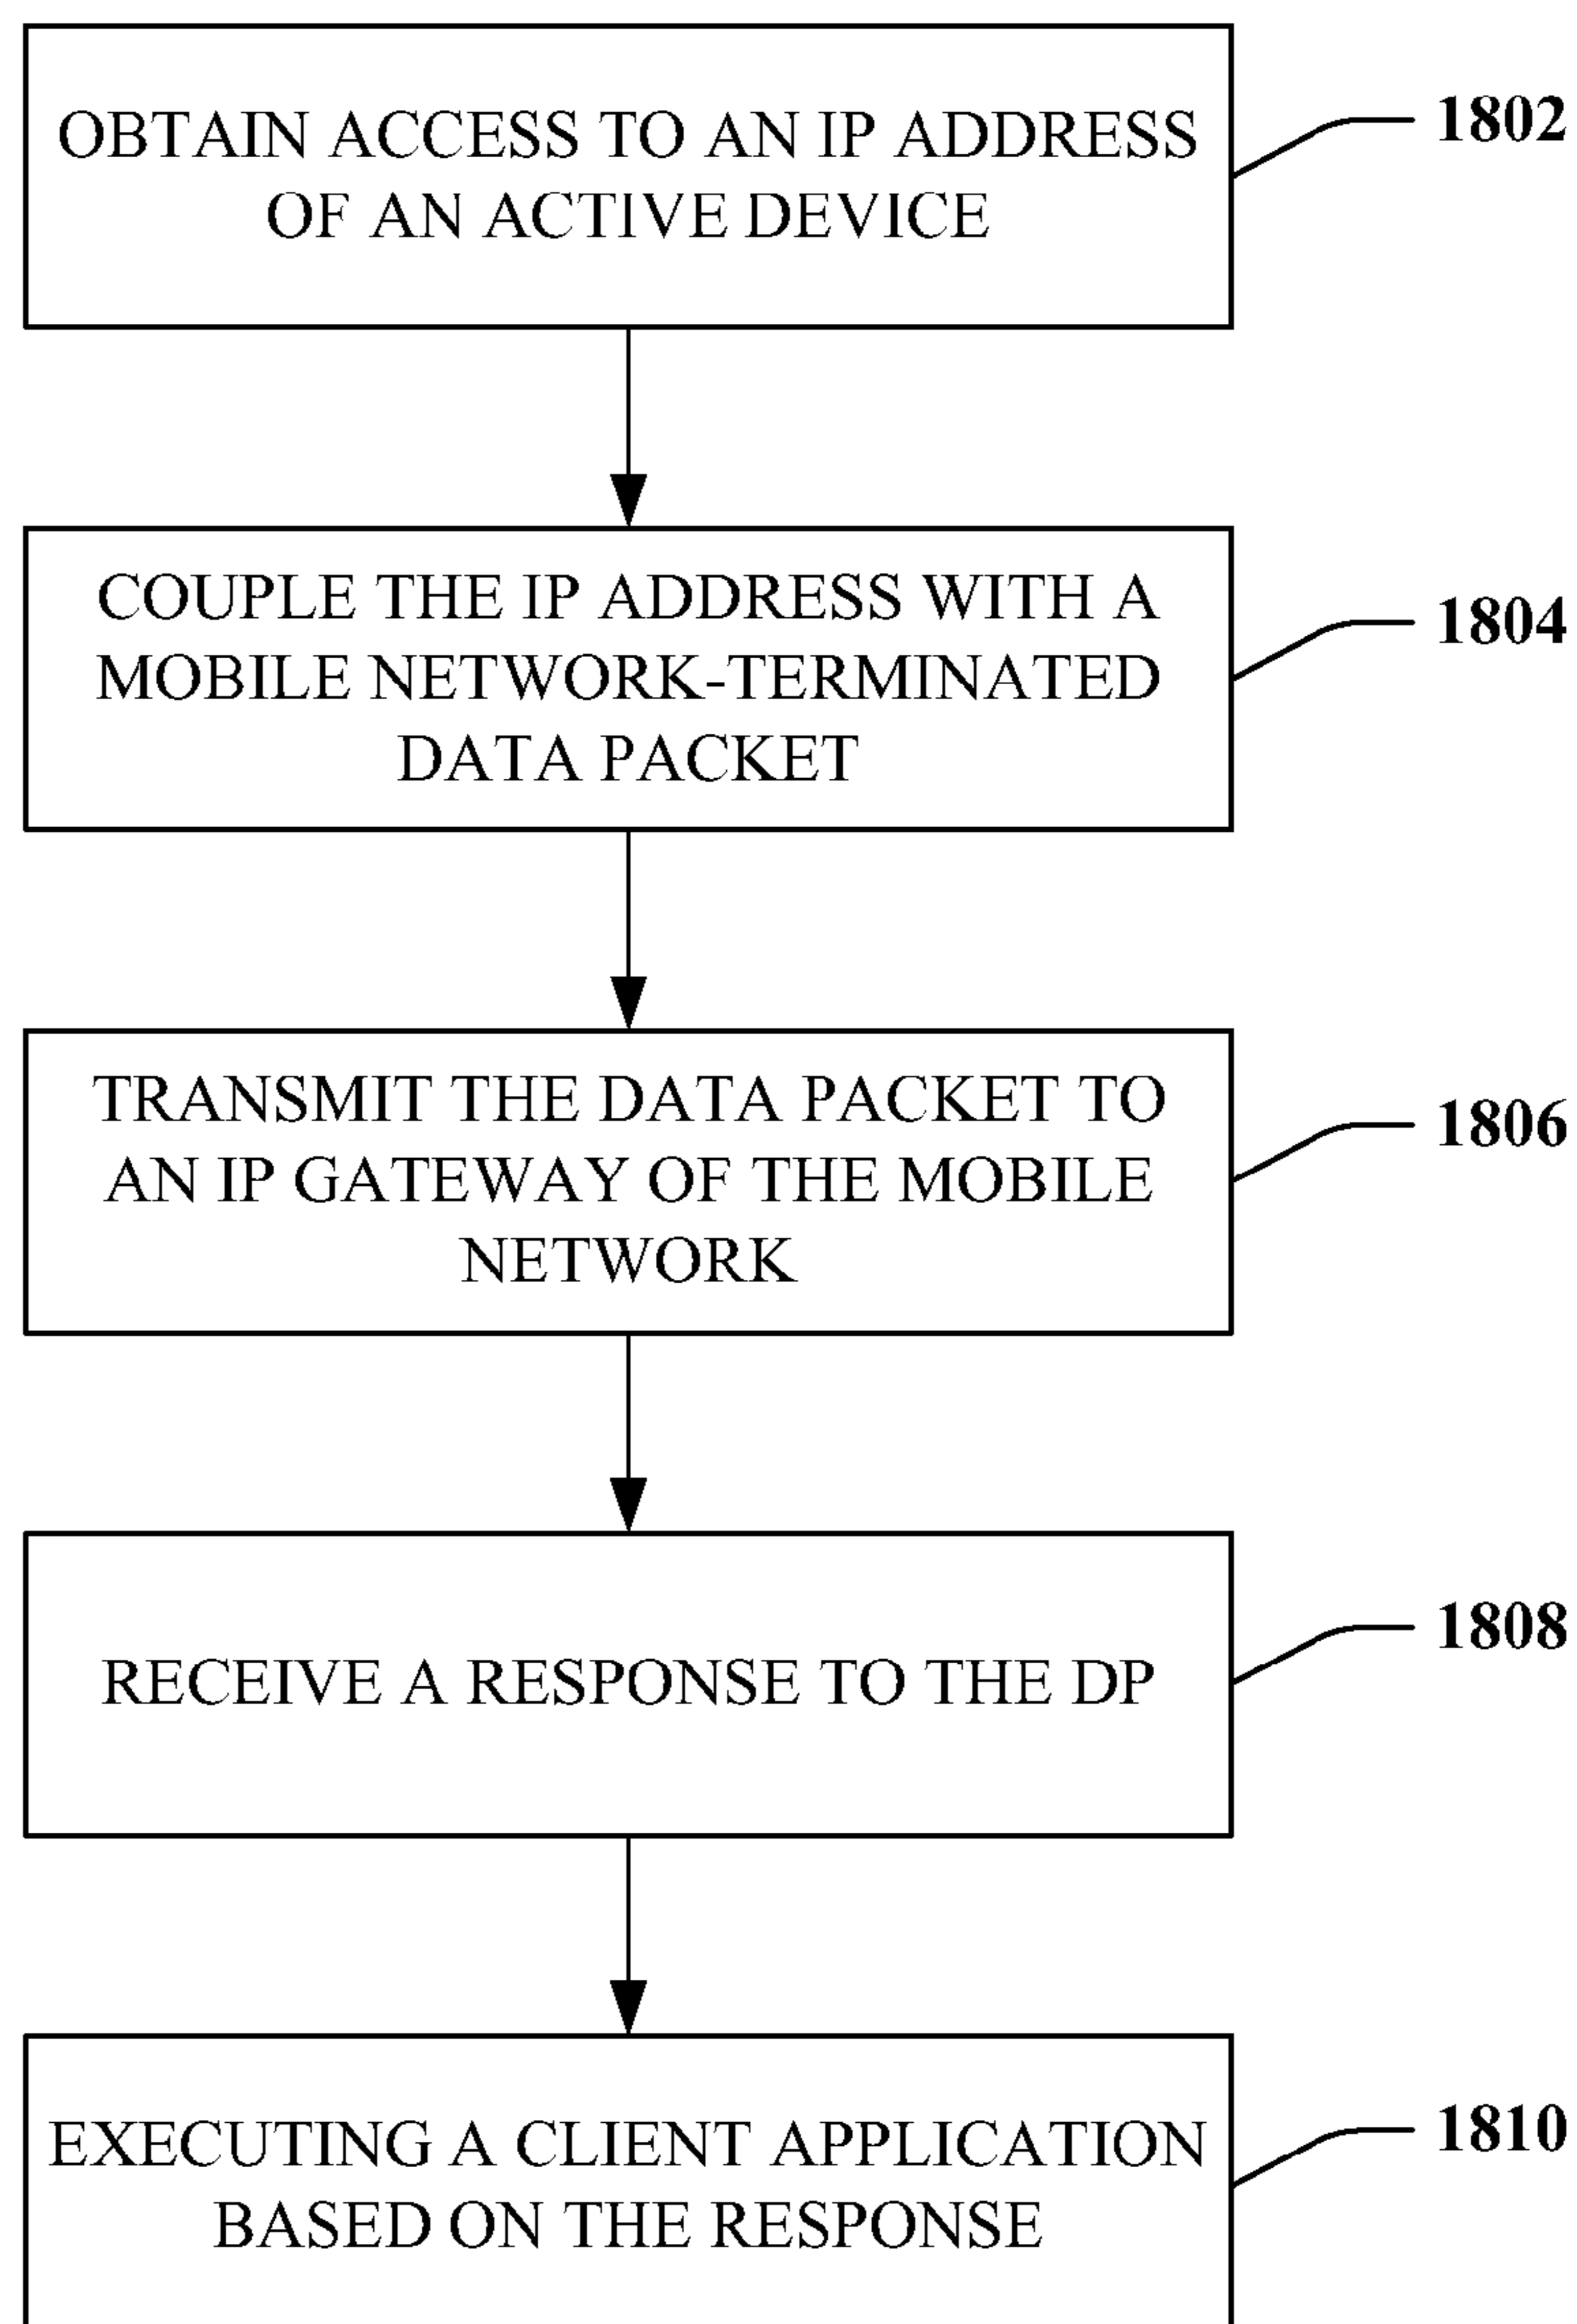 OBTAIN ACCESS TO AN IP ADDRESS
OF AN ACTIVE DEVICE
1802
COUPLE THE IP ADDRESS WITH A
MOBILE NETWORK-TERMINATED
DATA PACKET
1804
TRANSMIT THE DATA PACKET TO
AN IP GATEWAY OF THE MOBILE
NETWORK
1806
RECEIVE A RESPONSE TO THE DP
1808
EXECUTING A CLIENT APPLICATION
BASED ON THE RESPONSE
1810